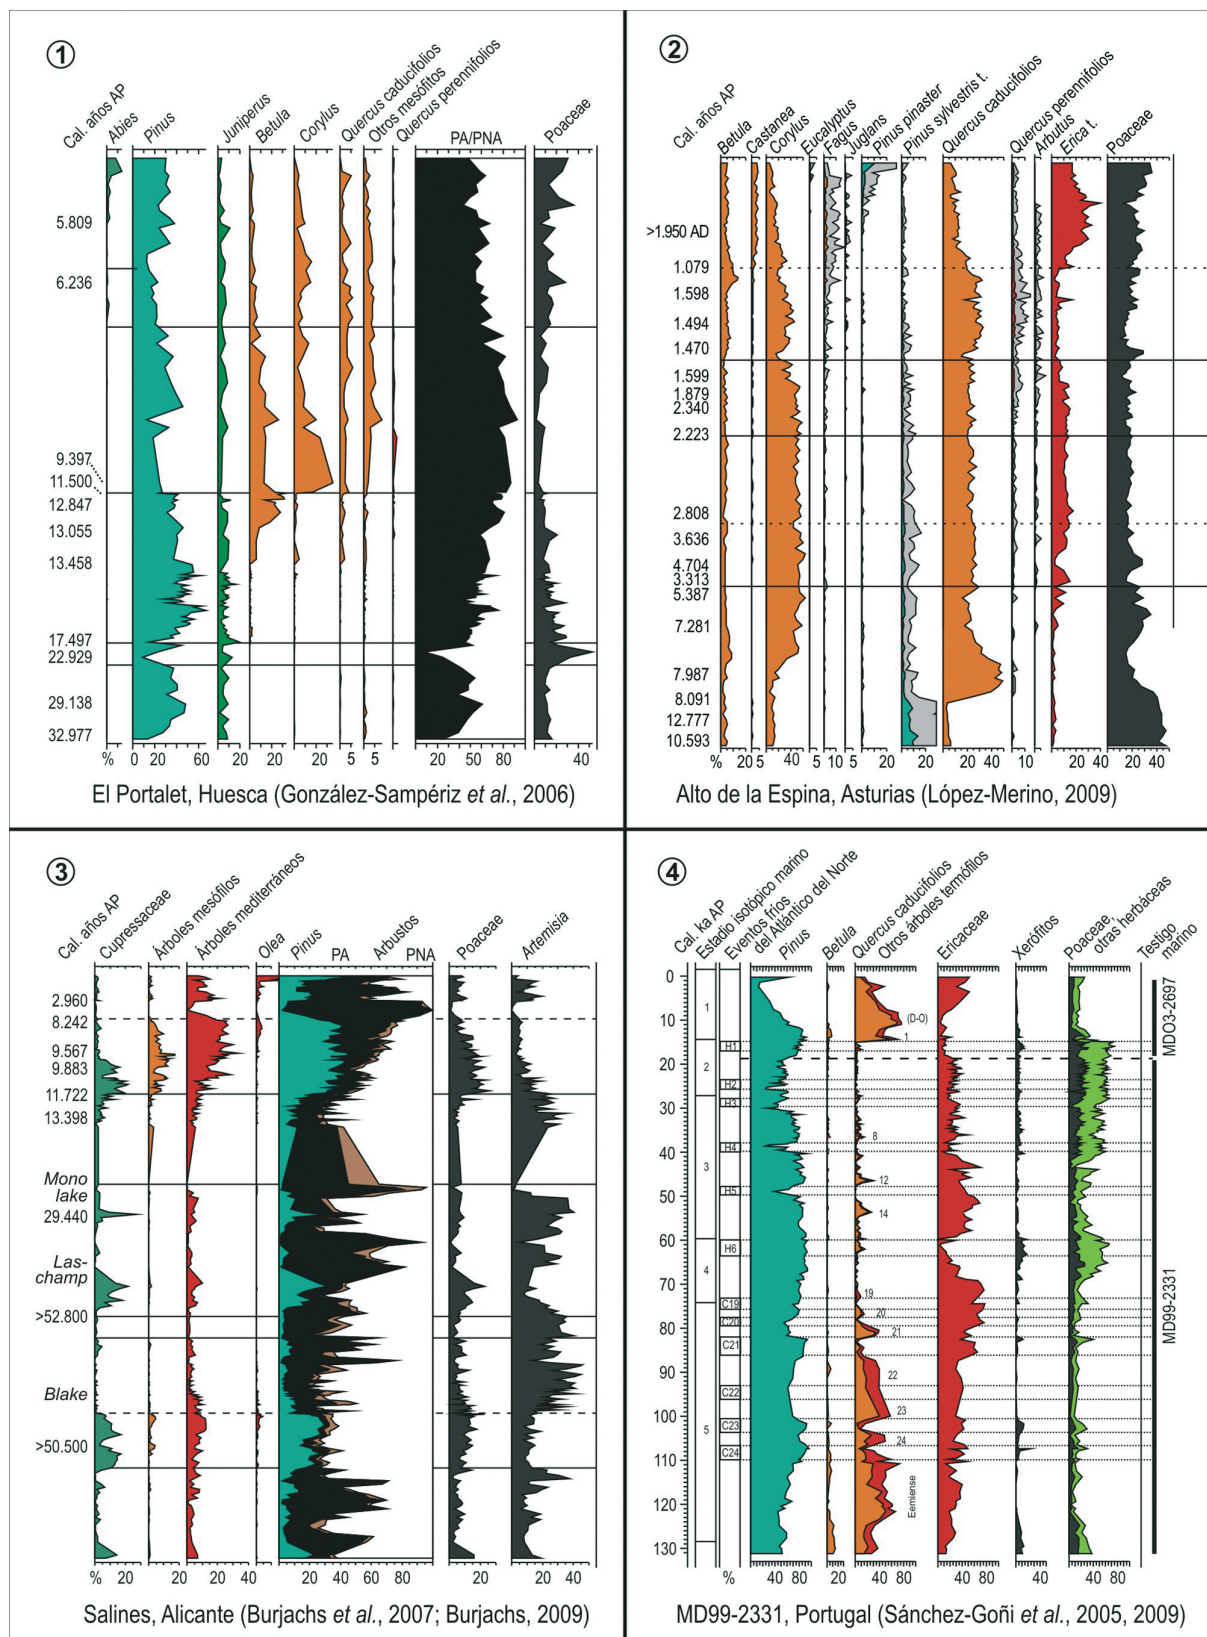 ①
Cal. años AP
Abies
Pinus
Juniperus
Betula
Corylus
Quercus caducifolios
Otros mesófitos
Quercus perennifolios
PA/PNA
Poaceae
5.809
6.236
9.397
11.500
12.847
13.055
13.458
17.497
22.929
29.138
32.977
% 0 20 40 60 20 20 20 5 5 50 100 20 40
El Portalet, Huesca (González-Sampériz et al., 2006)
②
Cal. años AP
Betula
Castanea
Corylus
Eucalyptus
Fagus
Juglans
Pinus pinaster
Pinus sylvestris t.
Quercus caducifolios
Quercus perennifolios
Arbutus
Erica t.
Poaceae
>1.950 AD
1.079
1.598
1.494
1.470
1.599
1.879
2.340
2.223
2.808
3.636
4.704
3.313
5.387
7.281
7.987
8.091
12.777
10.593
% 20 5 40 5 10 5 20 20 20 40 60 10 20 40 20 40
Alto de la Espina, Asturias (López-Merino, 2009)
③
Cal. años AP
Cupressaceae
Árboles mesófilos
Árboles mediterráneos
Olea
Pinus
PA
Arbustos
PNA
Poaceae
Artemisia
2.960
8.242
9.567
9.883
11.722
13.398
Mono
lake
29.440
Las-
champ
>52.800
Blake
>50.500
% 20 20 20 40 20 40 80 20 40
Salines, Alicante (Burjachs et al., 2007; Burjachs, 2009)
④
Cal. ka AP
Estadio isotópico marino
Eventos fríos
del Atlántico del Norte
Pinus
Betula
Quercus caducifolios
Otros árboles termófilos
Ericaceae
Xerófitos
Poaceae,
otras herbáceas
Testigo
marino
0
10
20
30
40
50
60
70
80
90
100
110
120
130
1
2
3
4
5
H1
H2
H3
H4
H5
H6
C19
C20
C21
C22
C23
C24
(D-O)
1
8
12
14
19
20
21
22
23
24
Eemiense
MDO3-2697
MD99-2331
% 40 80 20 40 80 40 80 40 40 80
MD99-2331, Portugal (Sánchez-Goñi et al., 2005, 2009)